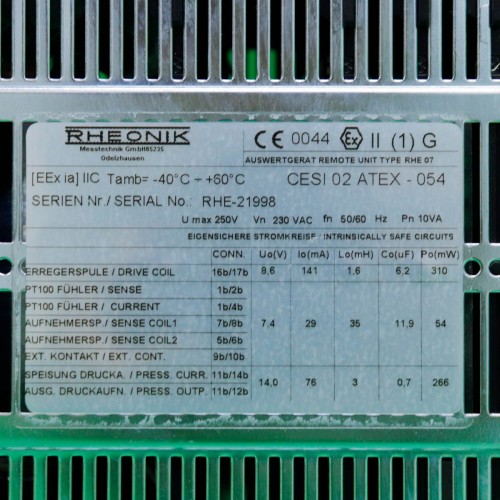 RHEONIK
Messtechnik GmbH85235
Odelzhausen
CE 0044 Ex II (1) G
AUSWERTGERÄT REMOTE UNIT TYPE RHE 07
[EEx ia] IIC Tamb= -40°C ÷ +60°C CESI 02 ATEX - 054
SERIEN Nr./ SERIAL No.: RHE-21998
U max 250V Vn 230 VAC fn 50/60 Hz Pn 10VA
EIGENSICHERE STROMKREISE / INTRINSICALLY SAFE CIRCUITS
CONN. Uo(V) Io(mA) Lo(mH) Co(uF) Po(mW)
ERREGERSPULE / DRIVE COIL 16b/17b 8,6 141 1.6 6,2 310
PT100 FÜHLER / SENSE 1b/2b
PT100 FÜHLER / CURRENT 1b/4b
AUFNEHMERSP. / SENSE COIL1 7b/8b 7,4 29 35 11,9 54
AUFNEHMERSP. / SENSE COIL2 5b/6b
EXT. KONTAKT / EXT. CONT. 9b/10b
SPEISUNG DRUCKA. / PRESS. CURR. 11b/14b
14,0 76 3 0,7 266
AUSG. DRUCKAUFN. / PRESS. OUTP. 11b/12b